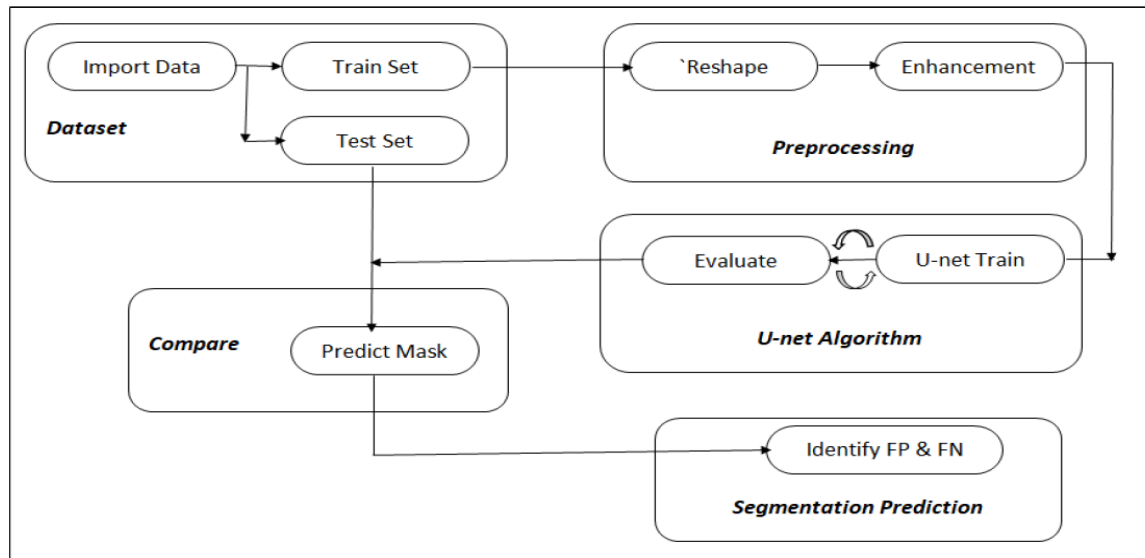 Import Data
Train Set
`Reshape
Enhancement
Dataset
Test Set
Preprocessing
Evaluate
U-net Train
Compare
Predict Mask
U-net Algorithm
Identify FP & FN
Segmentation Prediction